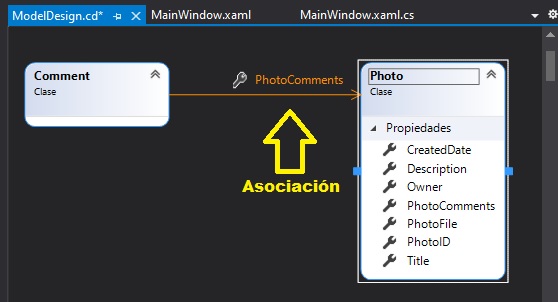 ModelDesign.cd*
MainWindow.xaml
MainWindow.xaml.cs
Comment
Clase
PhotoComments
Asociación
Photo
Clase
Propiedades
CreatedDate
Description
Owner
PhotoComments
PhotoFile
PhotoID
Title